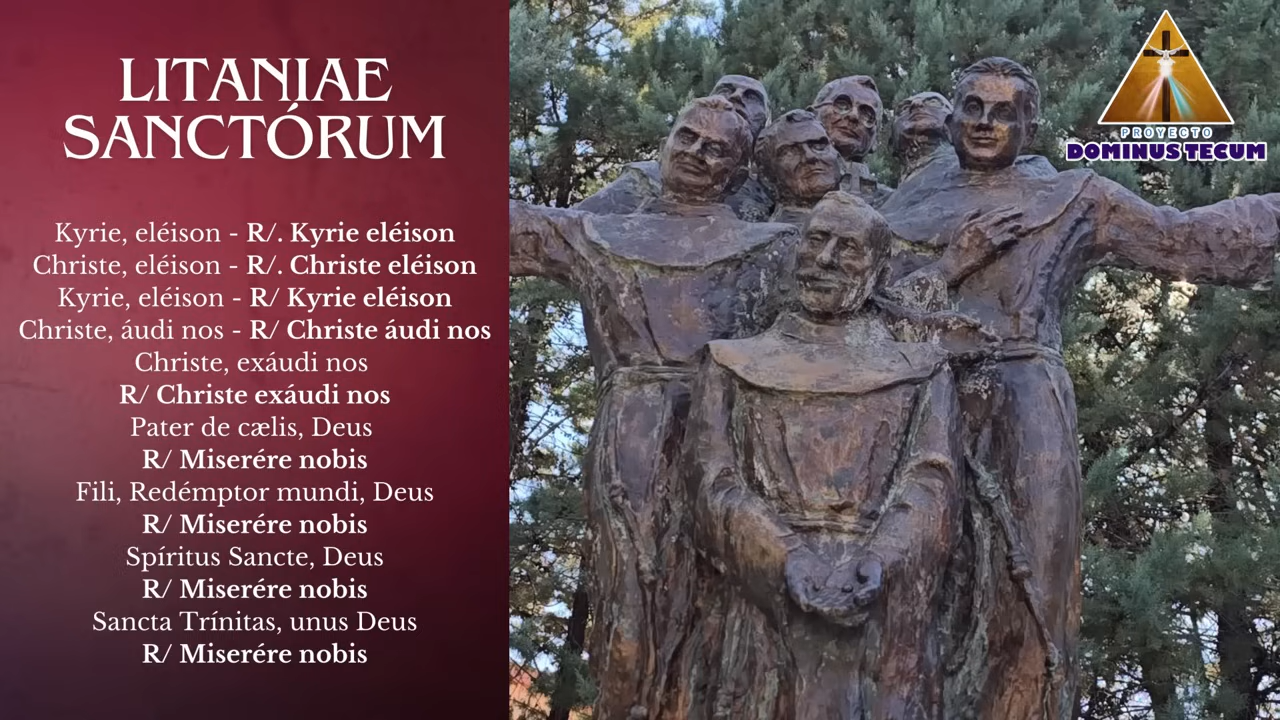 LITANIAE
SANCTÓRUM
Kyrie, eléison - R/. Kyrie eléison
Christe, eléison - R/. Christe eléison
Kyrie, eléison - R/ Kyrie eléison
Christe, áudi nos - R/ Christe áudi nos
Christe, exáudi nos
R/ Christe exáudi nos
Pater de cælis, Deus
R/ Miserére nobis
Fili, Redémptor mundi, Deus
R/ Miserére nobis
Spíritus Sancte, Deus
R/ Miserére nobis
Sancta Trínitas, unus Deus
R/ Miserére nobis
PROYECTO
DOMINUS TECUM